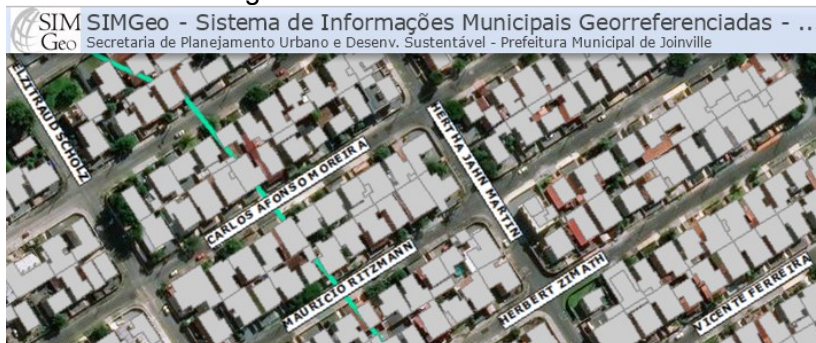 SIM
Geo
SIMGeo - Sistema de Informações Municipais Georreferenciadas - ..
Secretaria de Planejamento Urbano e Desenv. Sustentável - Prefeitura Municipal de Joinville
ELZTRAUD SCHOLZ
HERTHA JAHN MARTIN
CARLOS AFONSO MOREIRA
MAURICIO RITZMANN
HERBERT ZIMATH
VICENTE FERREIRA